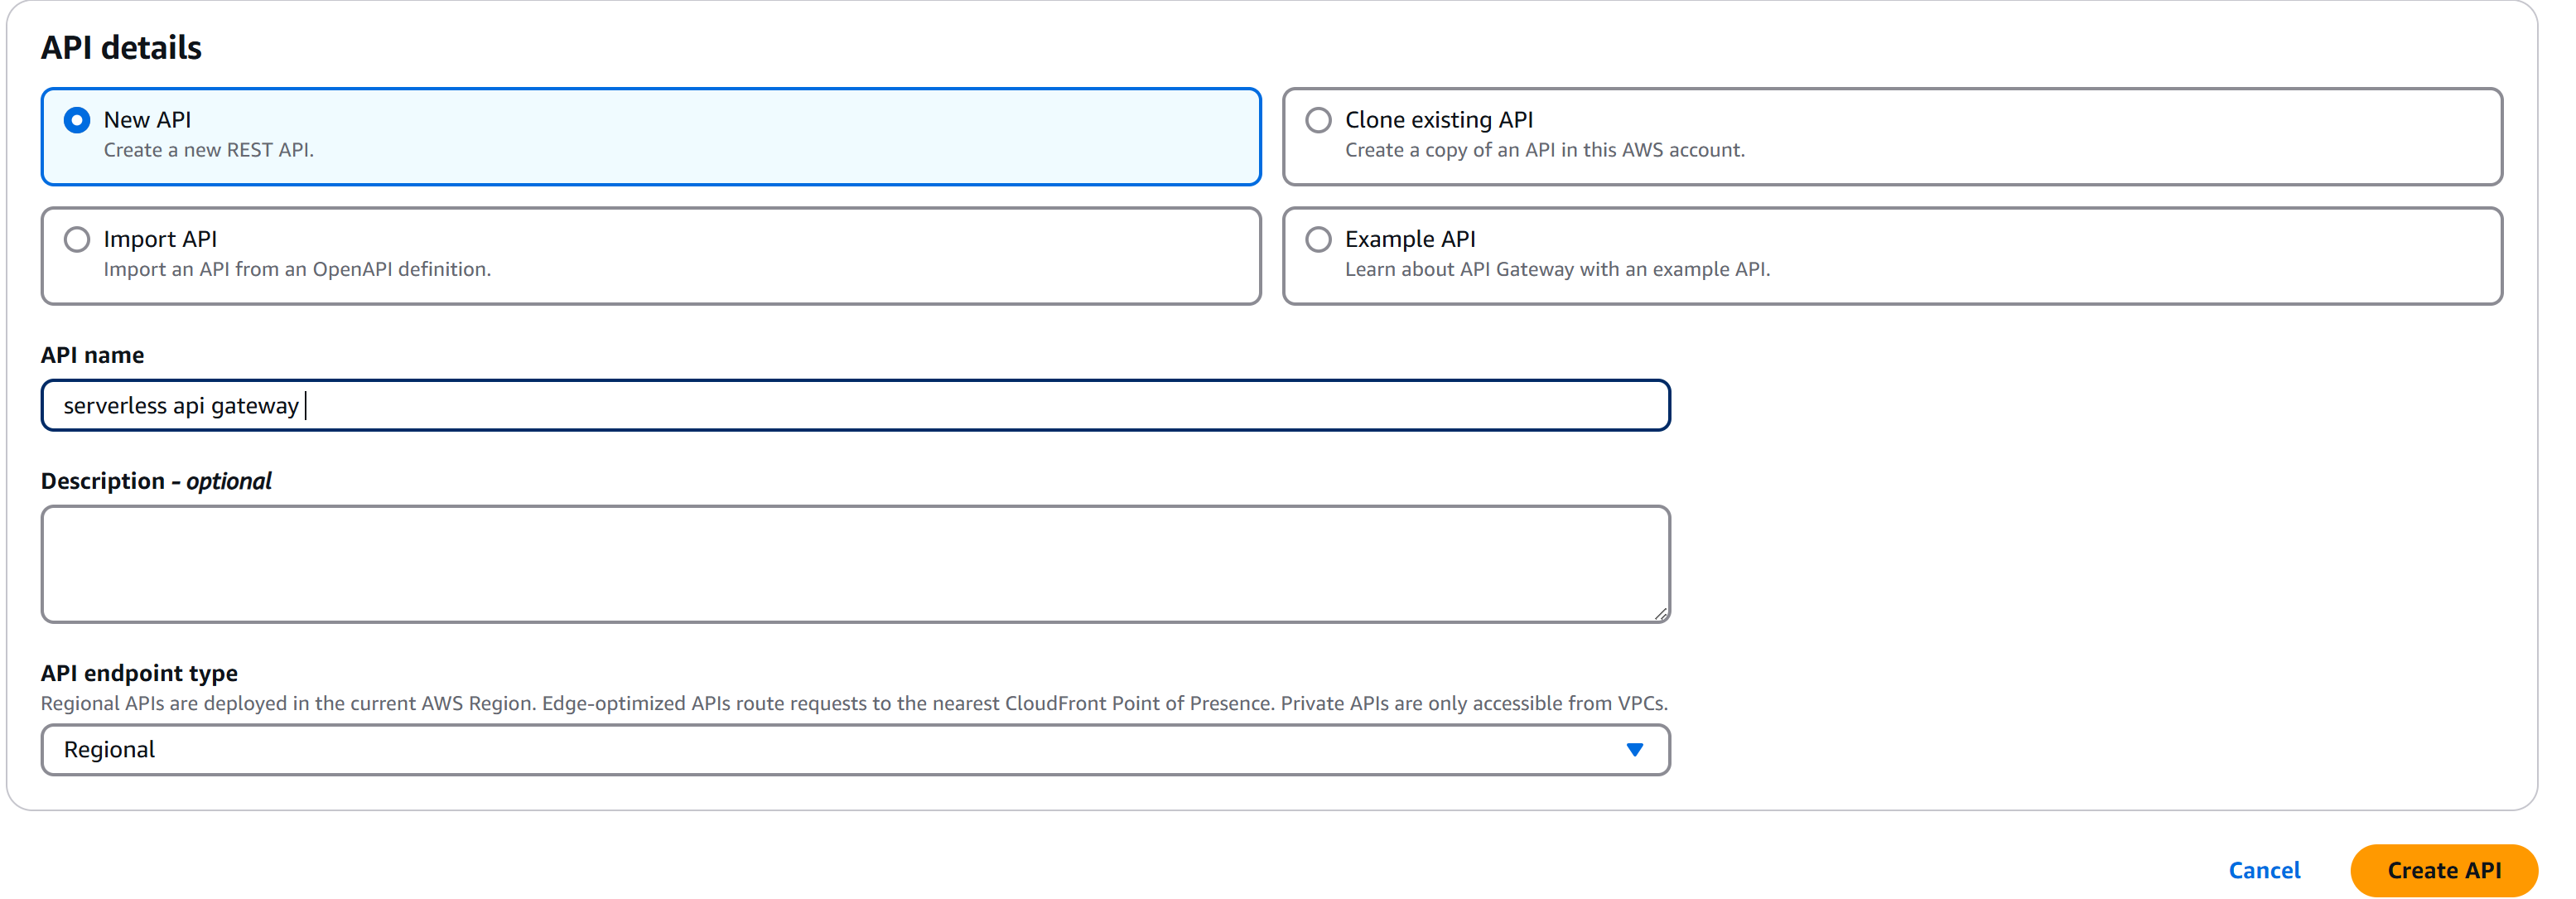 API details
New API
Create a new REST API.
Clone existing API
Create a copy of an API in this AWS account.
Import API
Import an API from an OpenAPI definition.
Example API
Learn about API Gateway with an example API.
API name
serverless api gateway
Description - optional
API endpoint type
Regional APIs are deployed in the current AWS Region. Edge-optimized APIs route requests to the nearest CloudFront Point of Presence. Private APIs are only accessible from VPCs.
Regional
Cancel
Create API